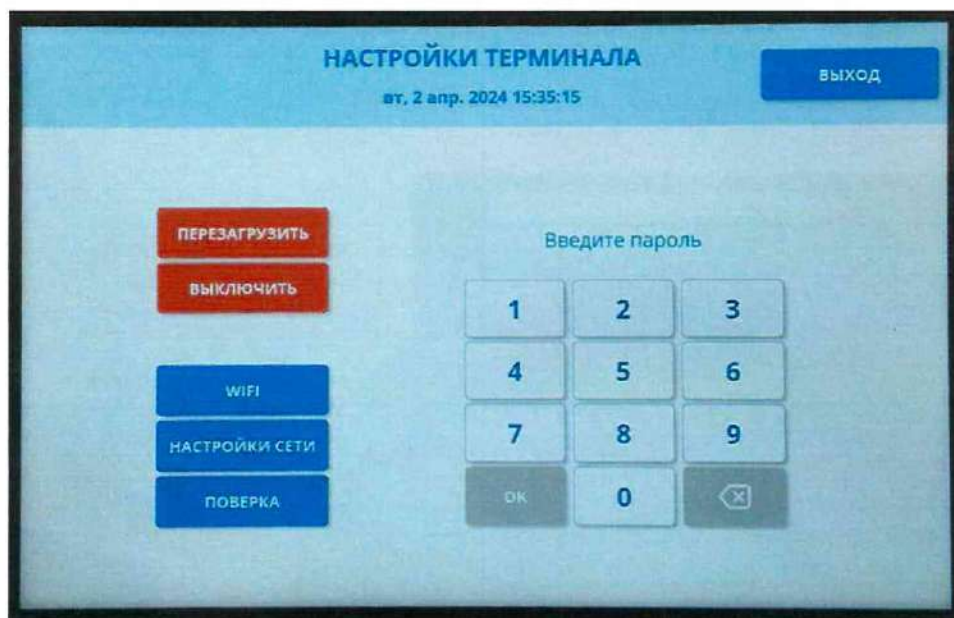 НАСТРОЙКИ ТЕРМИНАЛА
вт, 2 апр. 2024 15:35:15
ВЫХОД
ПЕРЕЗАГРУЗИТЬ
ВЫКЛЮЧИТЬ
WIFI
НАСТРОЙКИ СЕТИ
ПОВЕРКА
Введите пароль
1 2 3
4 5 6
7 8 9
ОК 0